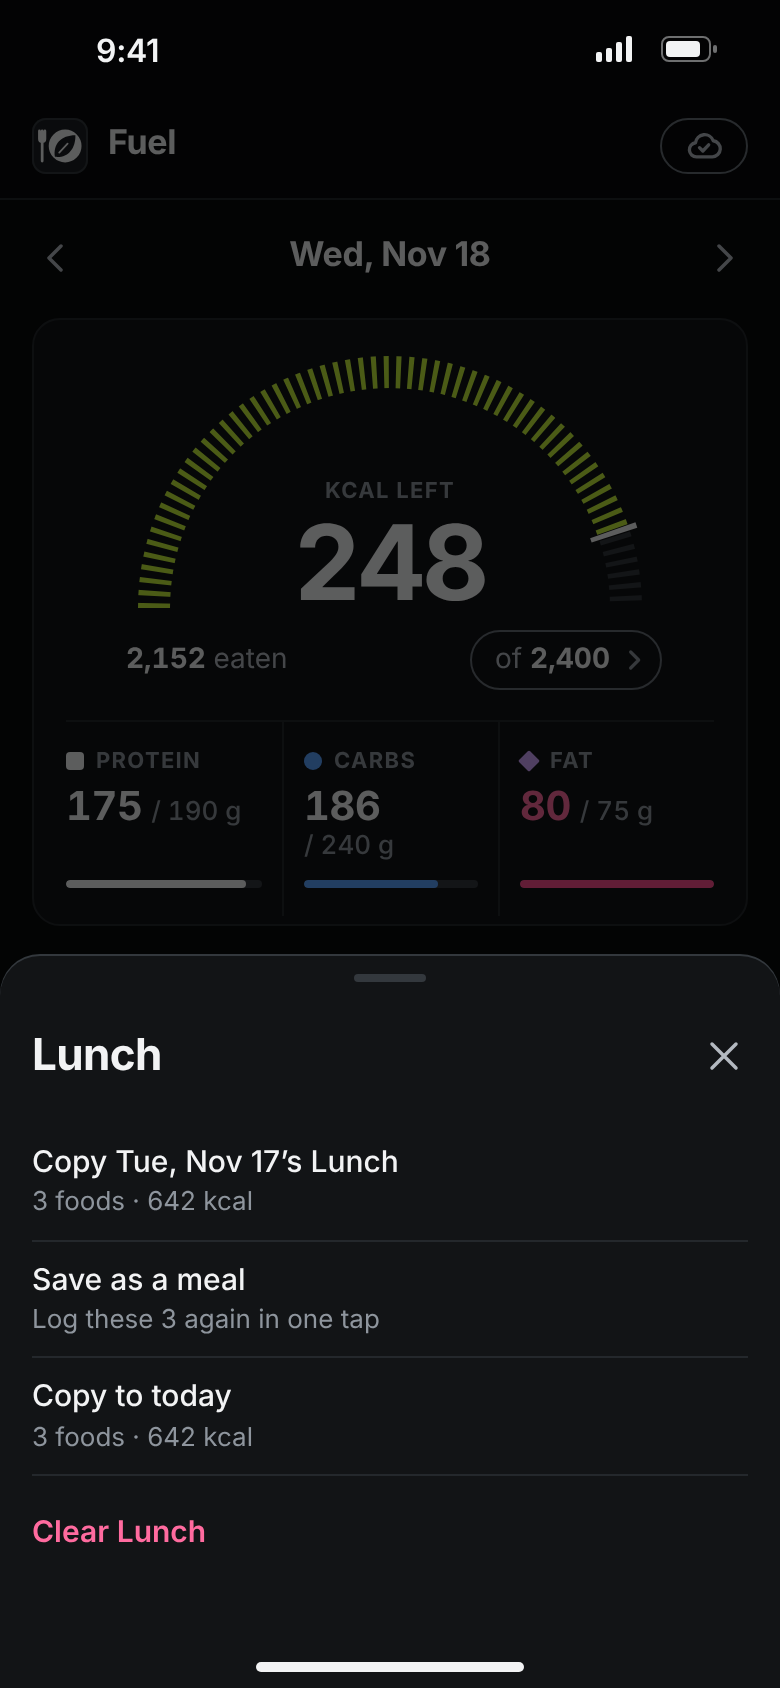 9:41
Fuel
Wed, Nov 18
KCAL LEFT
248
2,152 eaten
of 2,400
PROTEIN
175 / 190 g
CARBS
186
/ 240 g
FAT
80 / 75 g
Lunch
Copy Tue, Nov 17’s Lunch
3 foods · 642 kcal
Save as a meal
Log these 3 again in one tap
Copy to today
3 foods · 642 kcal
Clear Lunch